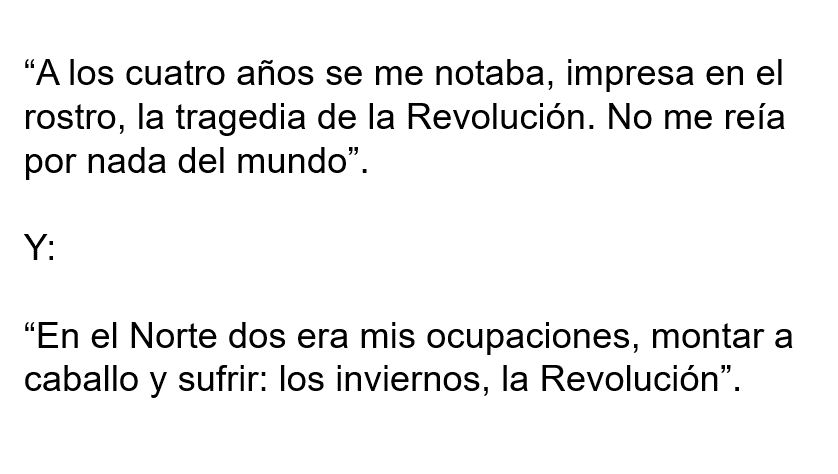 “A los cuatro años se me notaba, impresa en el
rostro, la tragedia de la Revolución. No me reía
por nada del mundo”.
Y:
“En el Norte dos era mis ocupaciones, montar a
caballo y sufrir: los inviernos, la Revolución”.